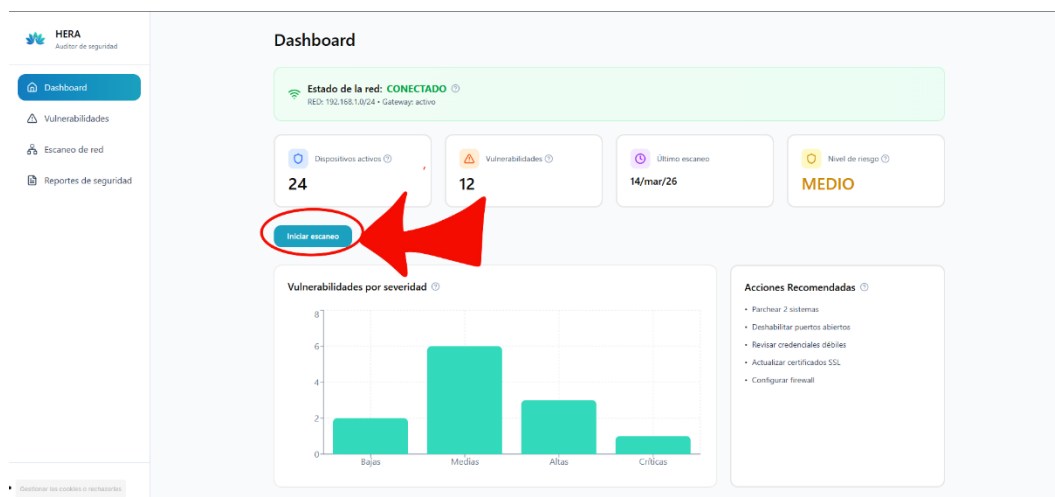 HERA
Auditor de seguridad
Dashboard
Vulnerabilidades
Escaneo de red
Reportes de seguridad
Gestionar las cookies o rechazarlas
Dashboard
Estado de la red: CONECTADO
RED: 192.168.1.0/24 • Gateway: activo
Dispositivos activos
24
Vulnerabilidades
12
Último escaneo
14/mar/26
Nivel de riesgo
MEDIO
Iniciar escaneo
Vulnerabilidades por severidad
8
6
4
2
0
Bajas Medias Altas Críticas
Acciones Recomendadas
• Parchear 2 sistemas
• Deshabilitar puertos abiertos
• Revisar credenciales débiles
• Actualizar certificados SSL
• Configurar firewall